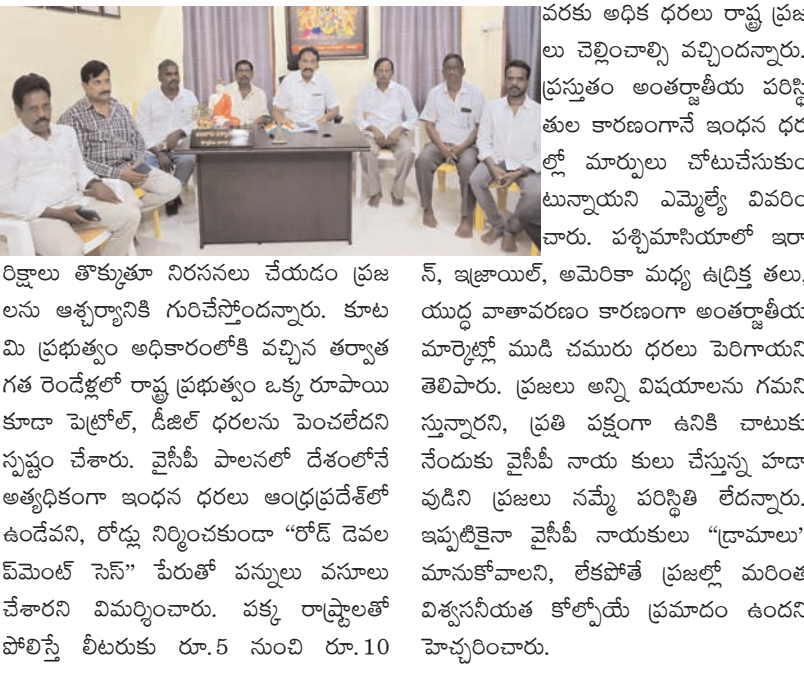 రిక్షాలు తొక్కుతూ నిరసనలు చేయడం ప్రజ
లను ఆశ్చర్యానికి గురిచేస్తోందన్నారు. కూట
మి ప్రభుత్వం అధికారంలోకి వచ్చిన తర్వాత
గత రెండేళ్లలో రాష్ట్ర ప్రభుత్వం ఒక్క రూపాయి
కూడా పెట్రోల్, డీజిల్ ధరలను పెంచలేదని
స్పష్టం చేశారు. వైసీపీ పాలనలో దేశంలోనే
అత్యధికంగా ఇంధన ధరలు ఆంధ్రప్రదేశ్‌లో
ఉండేవని, రోడ్లు నిర్మించకుండా “రోడ్ డెవల
ప్‌మెంట్ సెస్” పేరుతో పన్నులు వసూలు
చేశారని విమర్శించారు. పక్క రాష్ట్రాలతో
పోలిస్తే లీటరుకు రూ.5 నుంచి రూ.10
వరకు అధిక ధరలు రాష్ట్ర ప్రజ
లు చెల్లించాల్సి వచ్చిందన్నారు.
ప్రస్తుతం అంతర్జాతీయ పరిస్థి
తుల కారణంగానే ఇంధన ధర
ల్లో మార్పులు చోటుచేసుకుం
టున్నాయని ఎమ్మెల్యే వివరిం
చారు. పశ్చిమాసియాలో ఇరా
న్, ఇజ్రాయిల్, అమెరికా మధ్య ఉద్రిక్త తలు,
యుద్ధ వాతావరణం కారణంగా అంతర్జాతీయ
మార్కెట్లో ముడి చమురు ధరలు పెరిగాయని
తెలిపారు. ప్రజలు అన్ని విషయాలను గమని
స్తున్నారని, ప్రతి పక్షంగా ఉనికి చాటుకు
నేందుకు వైసీపీ నాయ కులు చేస్తున్న హడా
వుడిని ప్రజలు నమ్మే పరిస్థితి లేదన్నారు.
ఇప్పటికైనా వైసీపీ నాయకులు “డ్రామాలు’
మానుకోవాలని, లేకపోతే ప్రజల్లో మరింత
విశ్వసనీయత కోల్పోయే ప్రమాదం ఉందని
హెచ్చరించారు.